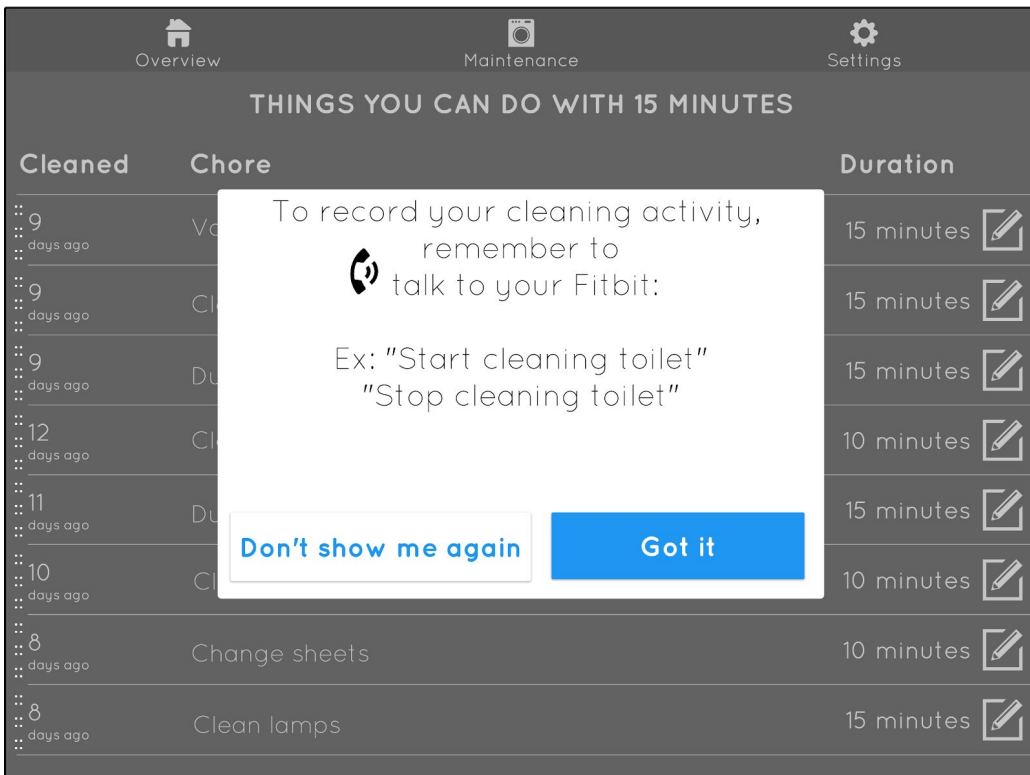 Overview Maintenance Settings
THINGS YOU CAN DO WITH 15 MINUTES
Cleaned Chore Duration
9
days ago
15 minutes
9
days ago
15 minutes
9
days ago
15 minutes
12
days ago
10 minutes
11
days ago
15 minutes
10
days ago
10 minutes
8
days ago
Change sheets
10 minutes
8
days ago
Clean lamps
15 minutes
To record your cleaning activity,
remember to
talk to your Fitbit:
Ex: "Start cleaning toilet"
"Stop cleaning toilet"
Don't show me again
Got it